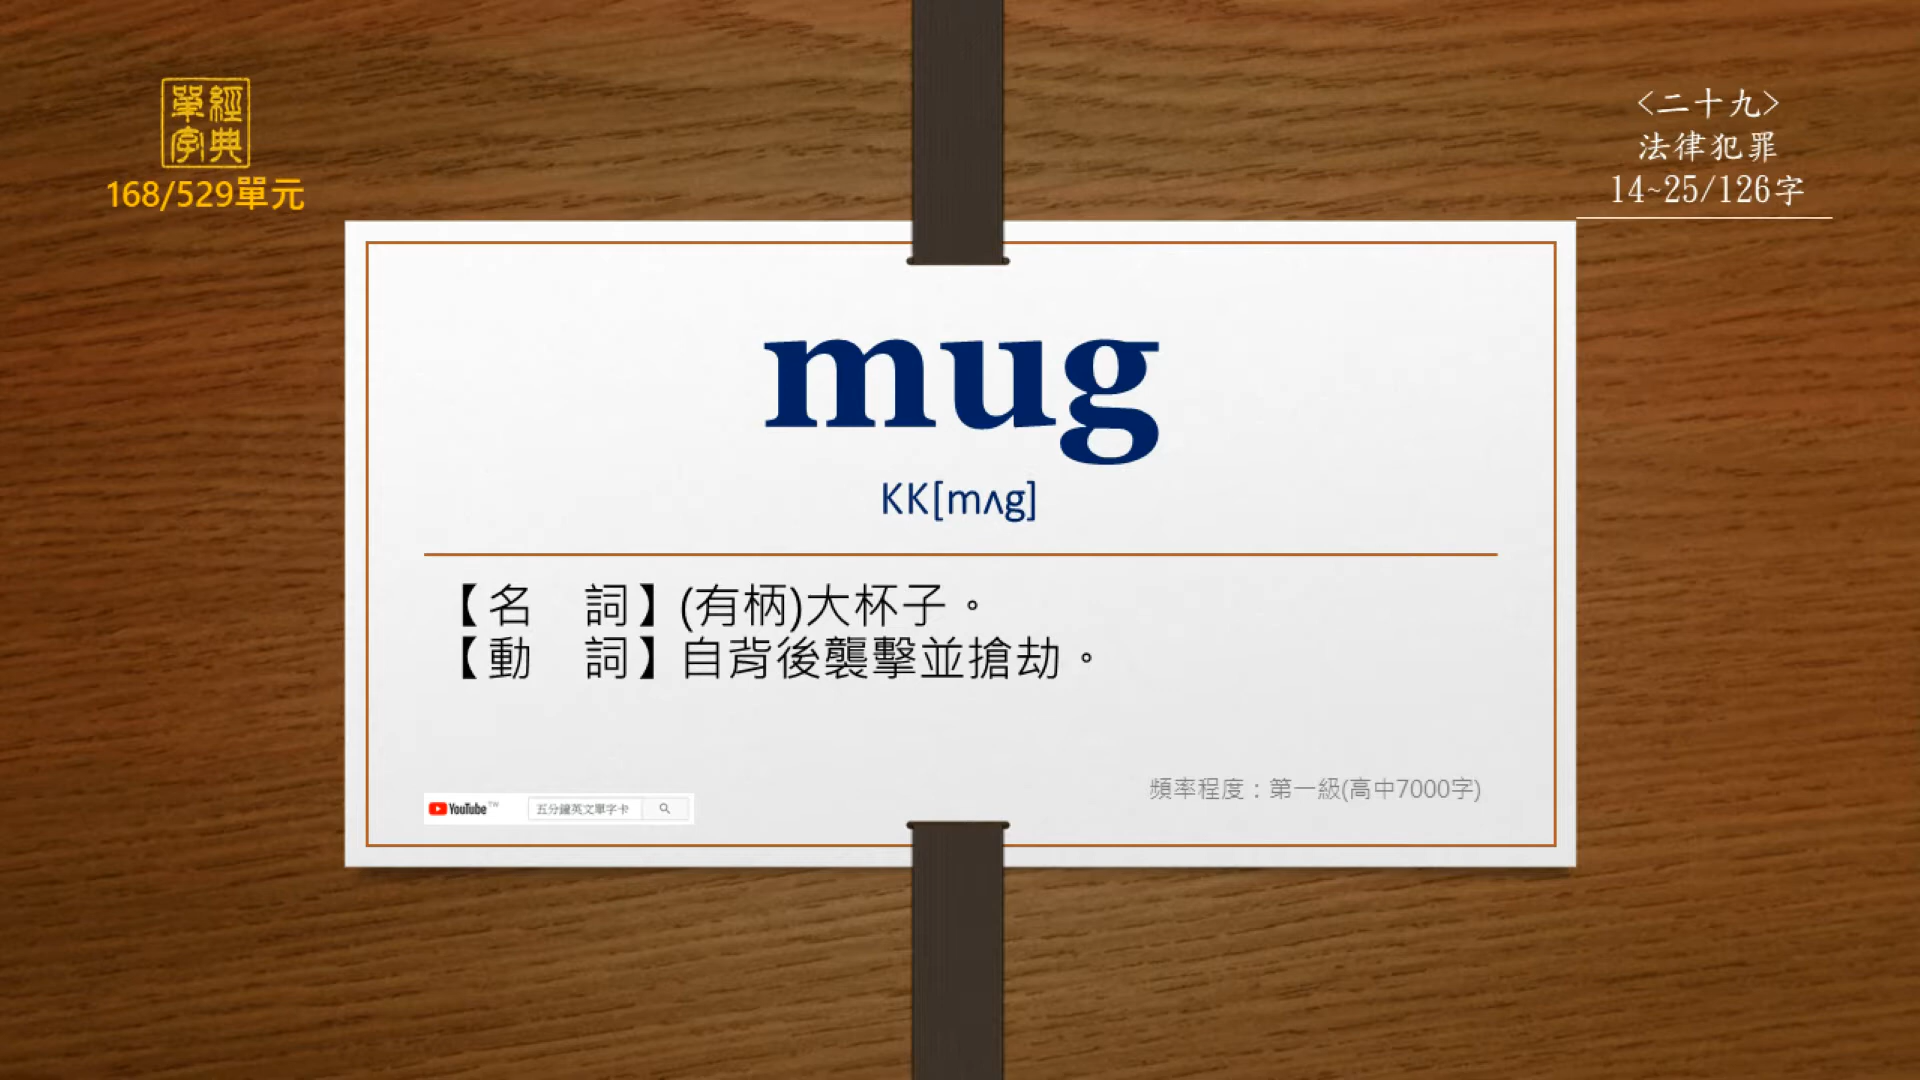 經典
單字
168/529單元
<二十九>
法律犯罪
14~25/126字
mug
KK[mʌg]
【名　詞】(有柄)大杯子。
【動　詞】自背後襲擊並搶劫。
頻率程度：第一級(高中7000字)
YouTube TW 五分鐘英文單字卡